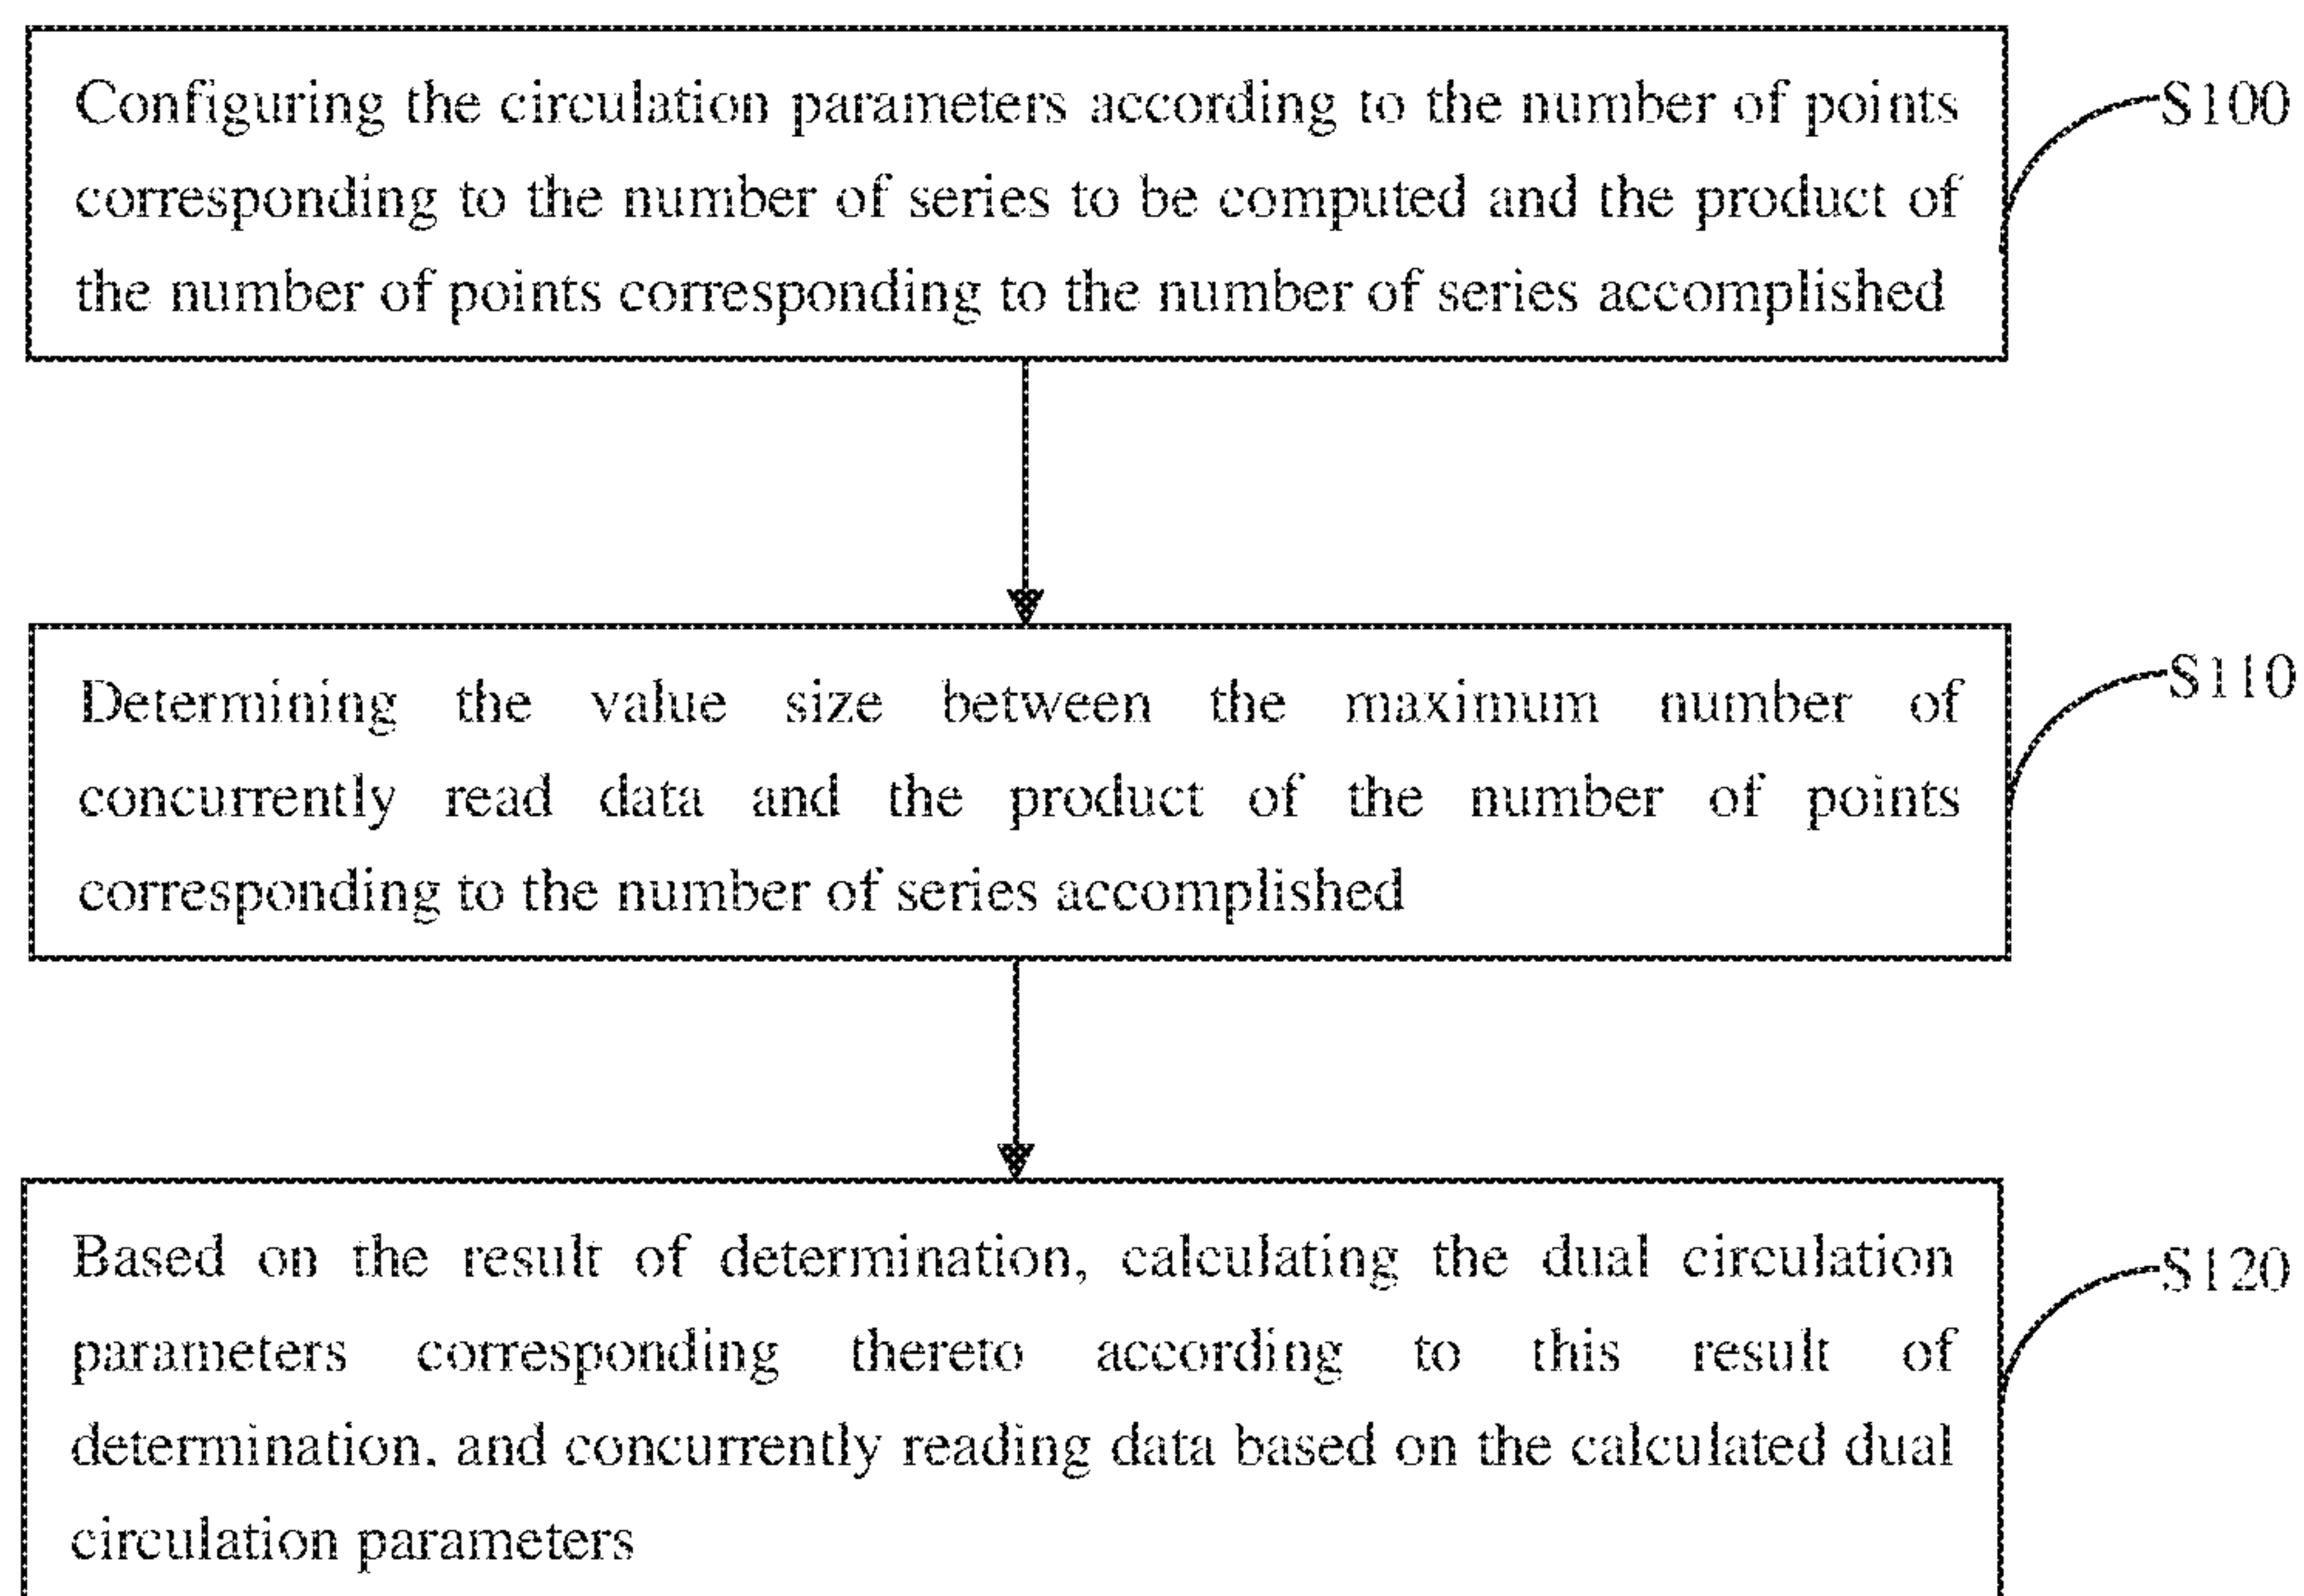 Configuring the circulation parameters according to the number of points
S100
corresponding to the number of series to be computed and the product of
the number of points corresponding to the number of series accomplished
Determining the value size between the maximum number of
S110
concurrently read data and the product of the number of points
corresponding to the number of series accomplished
Based on the result of determination, calculating the dual circulation
S120
parameters corresponding thereto according to this result of
determination, and concurrently reading data based on the calculated dual
circulation parameters